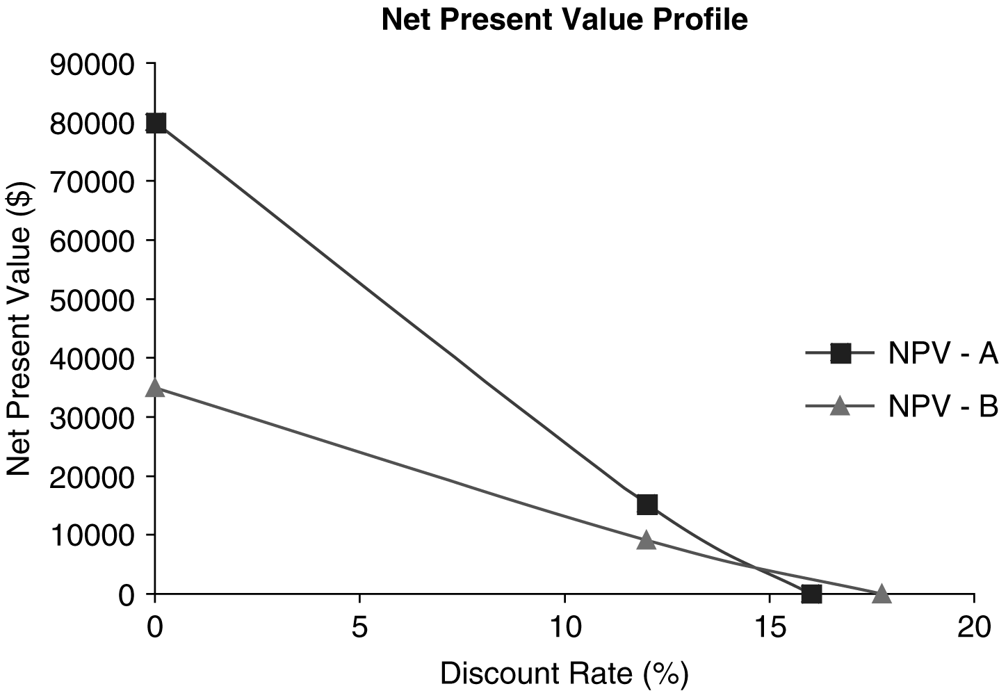 Net Present Value Profile
Net Present Value ($)
90000
80000
70000
60000
50000
40000
30000
20000
10000
0
0 5 10 15 20
Discount Rate (%)
NPV - A
NPV - B